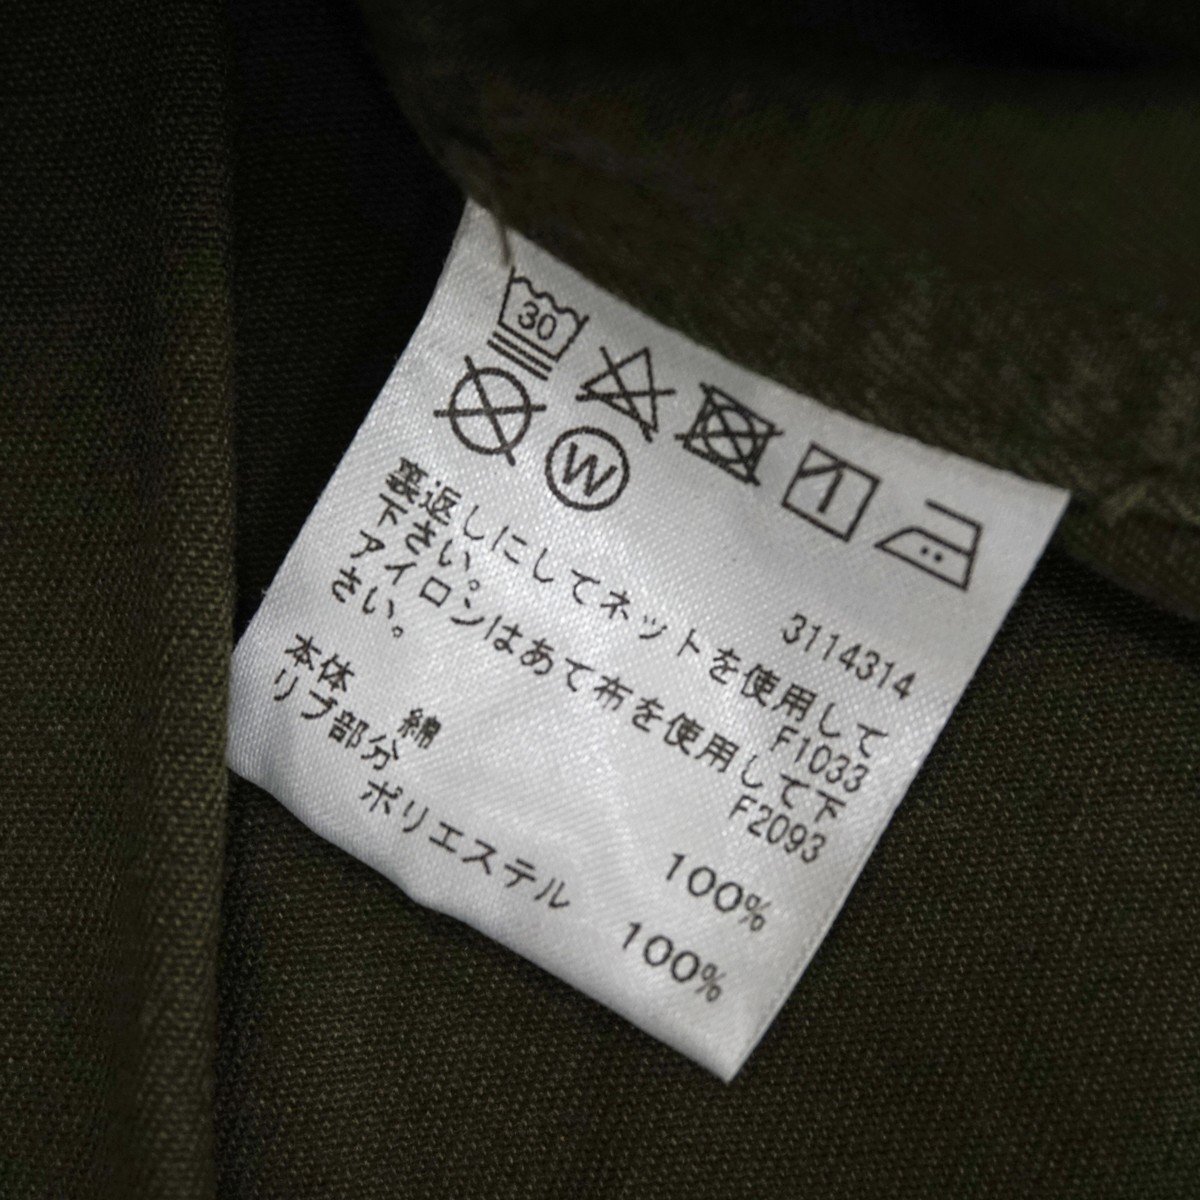 30
W
3114314
裏返しにしてネットを使用して
下さい。 F1033
アイロンはあて布を使用して下
さい。 F2093
本体
綿 100%
リブ部分
ポリエステル 100%